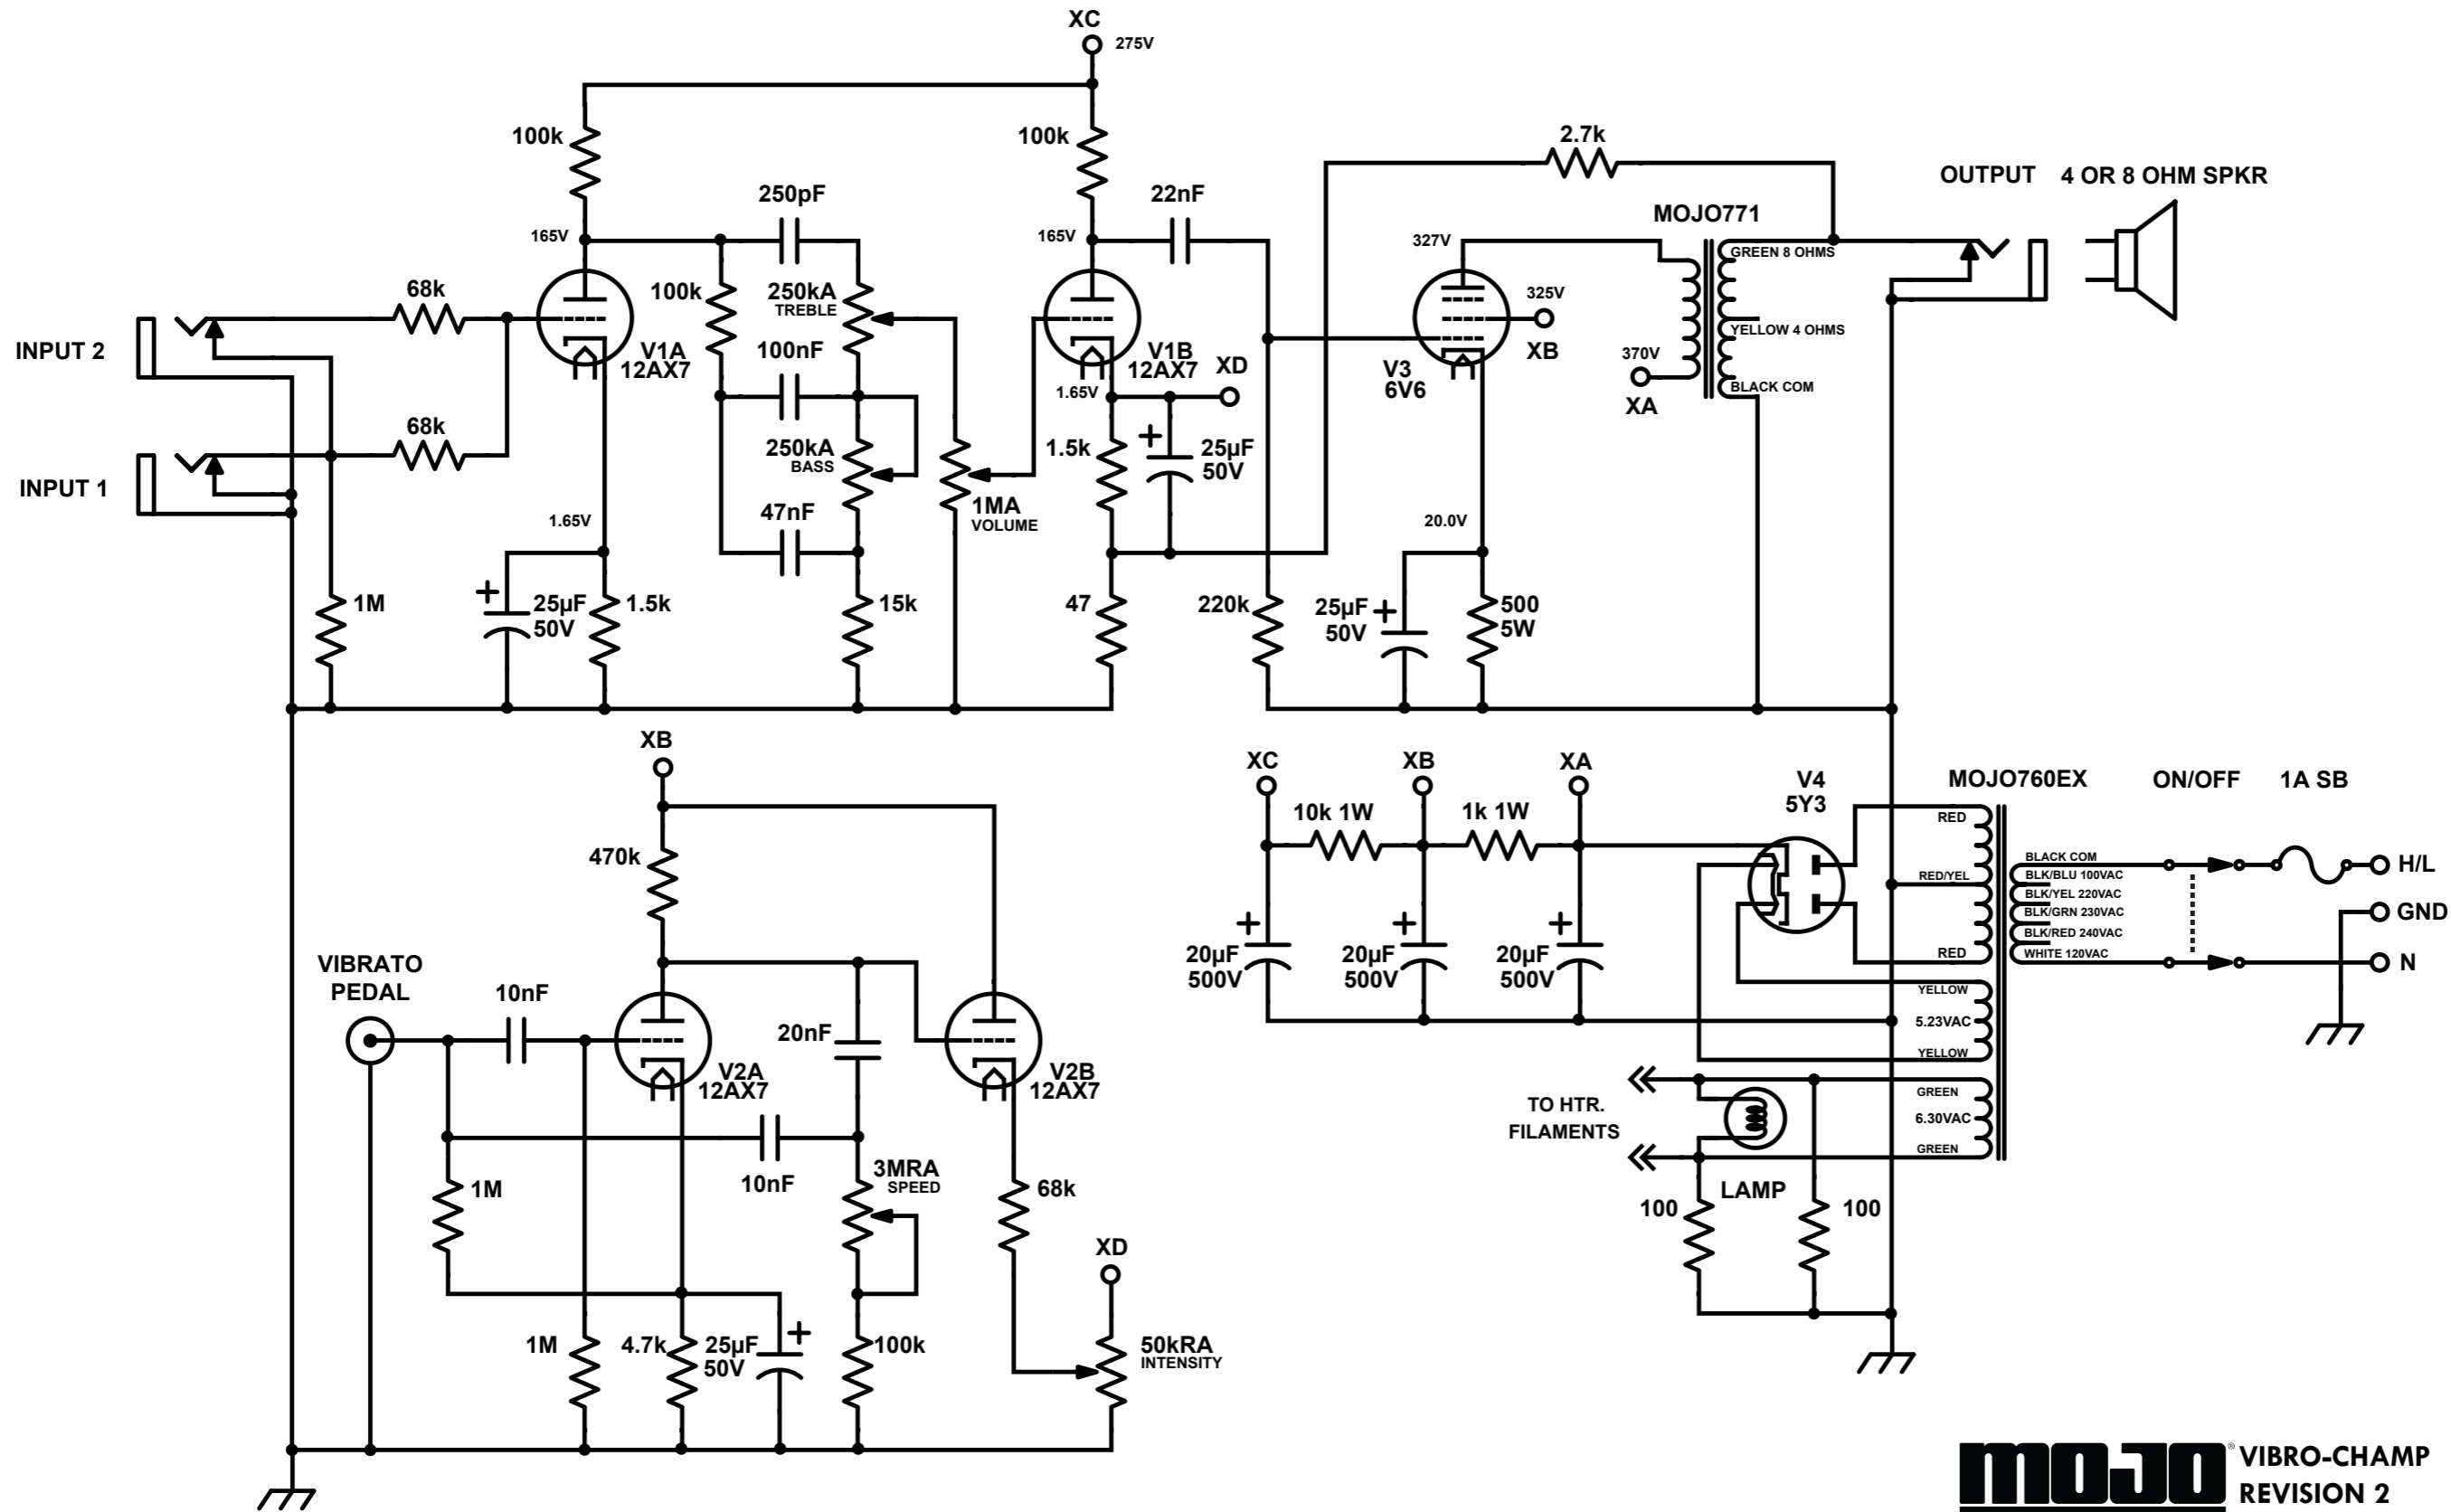 XC
275V
100k
100k
2.7k
OUTPUT 4 OR 8 OHM SPKR
250pF
22nF
MOJO771
165V
165V
327V
GREEN 8 OHMS
68k
100k
250kA
TREBLE
325V
YELLOW 4 OHMS
INPUT 2
V1A
12AX7
100nF
V1B
12AX7
XD
V3
6V6
XB
370V
XA
BLACK COM
1.65V
68k
250kA
BASS
1.5k
+
25µF
50V
INPUT 1
1MA
VOLUME
47nF
1.65V
20.0V
1M
+
25µF
50V
1.5k
15k
47
220k
25µF
50V
+
500
5W
XB
XC
XB
XA
V4
5Y3
MOJO760EX
ON/OFF
1A SB
10k 1W
1k 1W
RED
470k
BLACK COM
BLK/BLU 100VAC
BLK/YEL 220VAC
BLK/GRN 230VAC
BLK/RED 240VAC
WHITE 120VAC
H/L
RED/YEL
GND
+
20µF
500V
+
20µF
500V
+
20µF
500V
RED
N
VIBRATO
PEDAL
10nF
YELLOW
5.23VAC
YELLOW
20nF
V2A
12AX7
V2B
12AX7
TO HTR.
FILAMENTS
GREEN
6.30VAC
GREEN
10nF
3MRA
SPEED
1M
68k
LAMP
100
100
XD
1M
4.7k
25µF
50V
+
100k
50kRA
INTENSITY
MOJO® VIBRO-CHAMP
REVISION 2